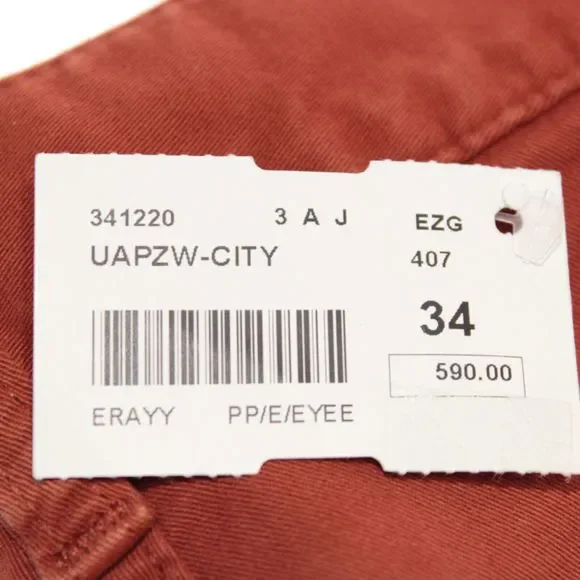 341220 3 A J EZG
UAPZW-CITY 407
34
590.00
ERAYY PP/E/EYEE